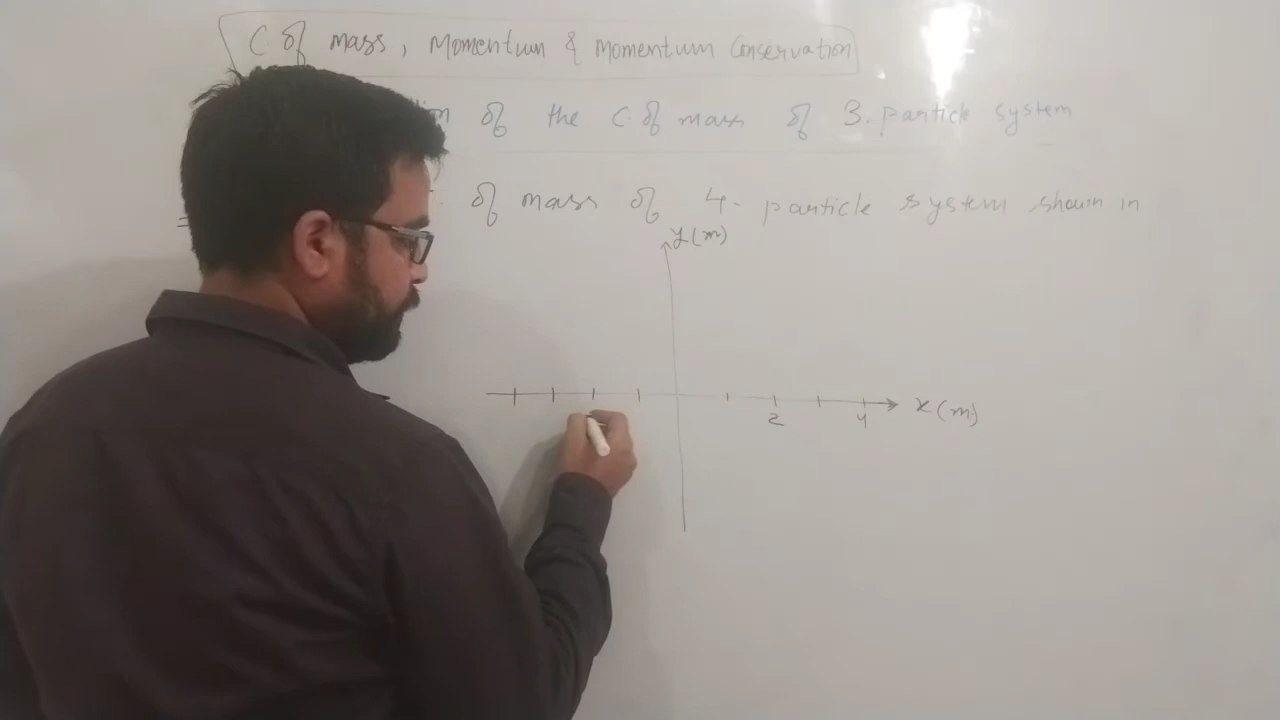 C of mass, Momentum & Momentum Conservation
of the C. of mass of 3. particle system
of mass of 4- particle system shown in
y(m)
2 4 x(m)